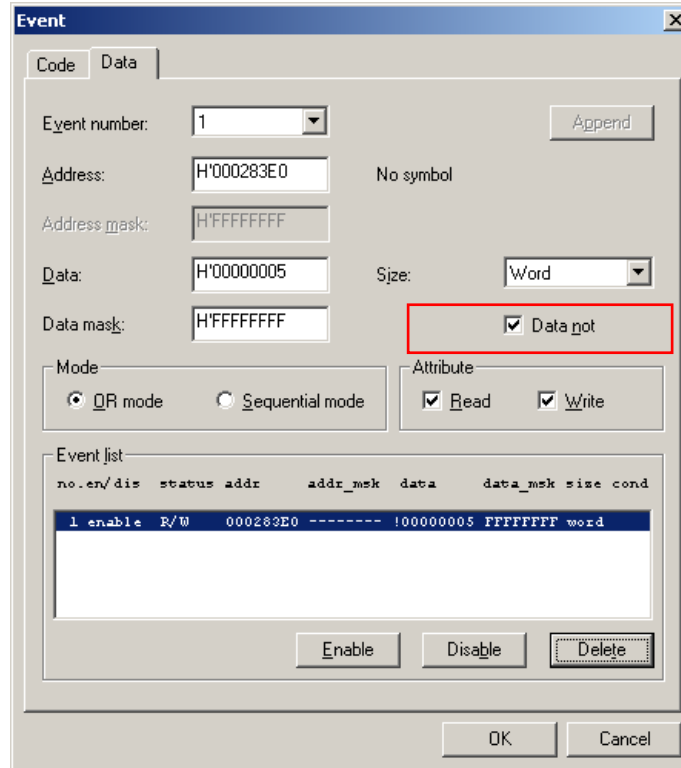 Event
Code Data
Event number: 1 Append
Address: H'000283E0 No symbol
Address mask: H'FFFFFFFF
Data: H'00000005 Size: Word
Data mask: H'FFFFFFFF Data not
Mode Attribute
OR mode Sequential mode Read Write
Event list
no.en/dis status addr addr_msk data data_msk size cond
1 enable R/W 000283E0 -------- !00000005 FFFFFFFF word
Enable Disable Delete
OK Cancel